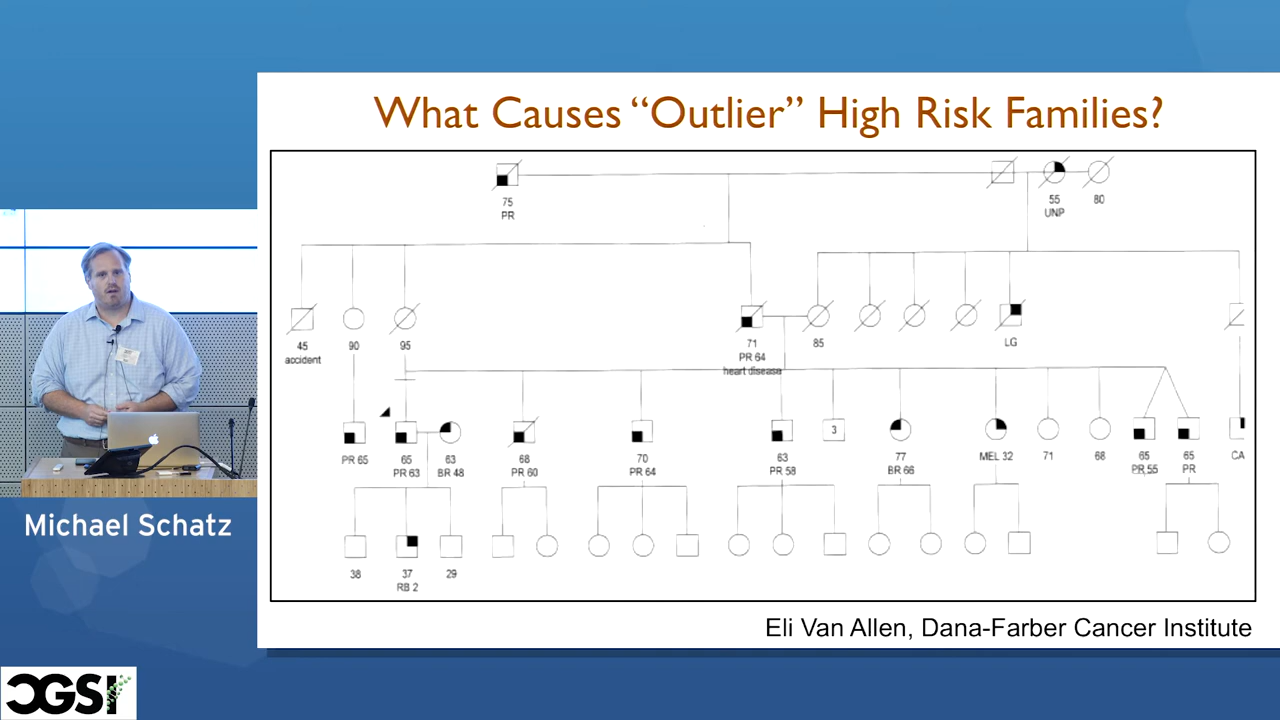 What Causes “Outlier” High Risk Families?
75
PR
55
UNP
80
45
accident
90
95
71
PR 64
heart disease
85
LG
PR 65
65
PR 63
63
BR 48
68
PR 60
70
PR 64
63
PR 58
3
77
BR 66
MEL 32
71
68
65
PR 55
65
PR
CA
38
37
RB 2
29
Eli Van Allen, Dana-Farber Cancer Institute
Michael Schatz
CGSI